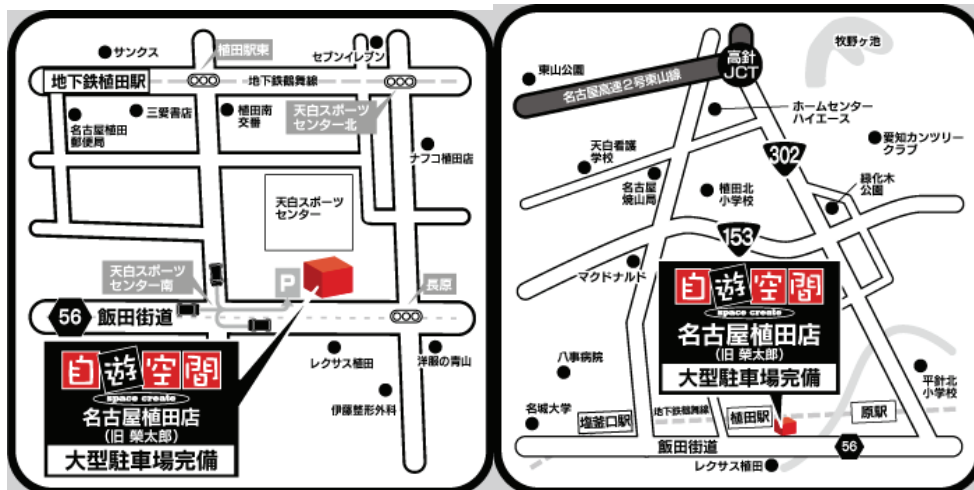 サンクス
植田駅東
セブンイレブン
地下鉄植田駅
地下鉄鶴舞線
三愛書店
植田南
交番
天白スポーツ
センター北
名古屋植田
郵便局
ナフコ植田店
天白スポーツ
センター
天白スポーツ
センター南
P
長原
56
飯田街道
自遊空間
space create
名古屋植田店
(旧 榮太郎)
大型駐車場完備
レクサス植田
洋服の青山
伊藤整形外科
高針
JCT
牧野ヶ池
東山公園
名古屋高速2号東山線
ホームセンター
ハイエース
愛知カンツリー
クラブ
天白看護
学校
302
緑化木
公園
名古屋
焼山局
植田北
小学校
153
マクドナルド
自遊空間
space create
名古屋植田店
(旧 榮太郎)
大型駐車場完備
八事病院
平針北
小学校
名城大学
塩釜口駅
地下鉄鶴舞線
植田駅
原駅
飯田街道
56
レクサス植田